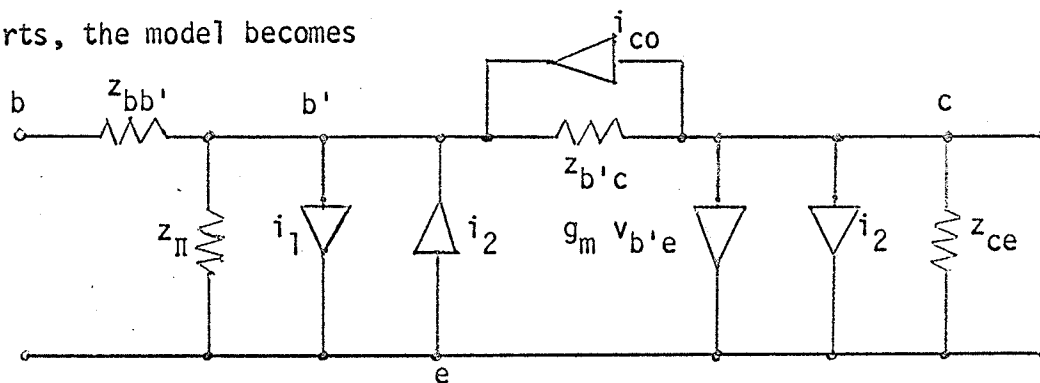 rts, the model becomes
i_co
b z_bb' b' c
z_b'c
z_Π i_1 i_2 g_m v_b'e i_2 z_ce
e